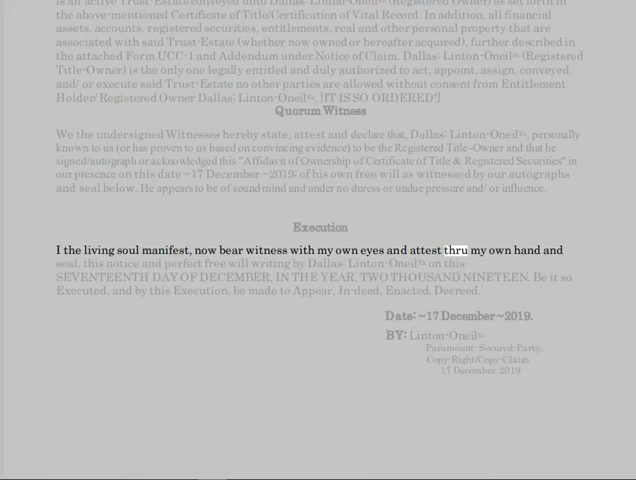 is an active Trust-Estate conveyed unto Dallas: Linton-Oneil (Registered Owner) as set forth in
the above-mentioned Certificate of Title/Certification of Vital Record. In addition, all financial
assets, accounts, registered securities, entitlements, real and other personal property that are
associated with said Trust-Estate (whether now owned or hereafter acquired), further described in
the attached Form UCC-1 and Addendum under Notice of Claim. Dallas: Linton-Oneil (Registered
Title-Owner) is the only one legally entitled and duly authorized to act, appoint, assign, conveyed,
and/ or execute said Trust-Estate no other parties are allowed without consent from Entitlement
Holder/ Registered Owner Dallas: Linton-Oneil. [IT IS SO ORDERED!]
Quorum Witness
We the undersigned Witnesses hereby state, attest and declare that, Dallas: Linton-Oneil, personally
known to us (or has proven to us based on convincing evidence) to be the Registered Title-Owner and that he
signed/autograph or acknowledged this "Affidavit of Ownership of Certificate of Title & Registered Securities" in
our presence on this date ~17 December ~2019; of his own free will as witnessed by our autographs
and seal below. He appears to be of sound mind and under no duress or undue pressure and/ or influence.
Execution
I the living soul manifest, now bear witness with my own eyes and attest thru my own hand and
seal, this notice and perfect free will writing by Dallas: Linton-Oneil on this
SEVENTEENTH DAY OF DECEMBER, IN THE YEAR, TWO THOUSAND NINETEEN. Be it so
Executed, and by this Execution, be made to Appear, In-deed, Enacted, Decreed.
Date: ~17 December ~2019.
BY: Linton-Oneil
Paramount- Secured-Party.
Copy-Right/Copy-Claim
17 December 2019